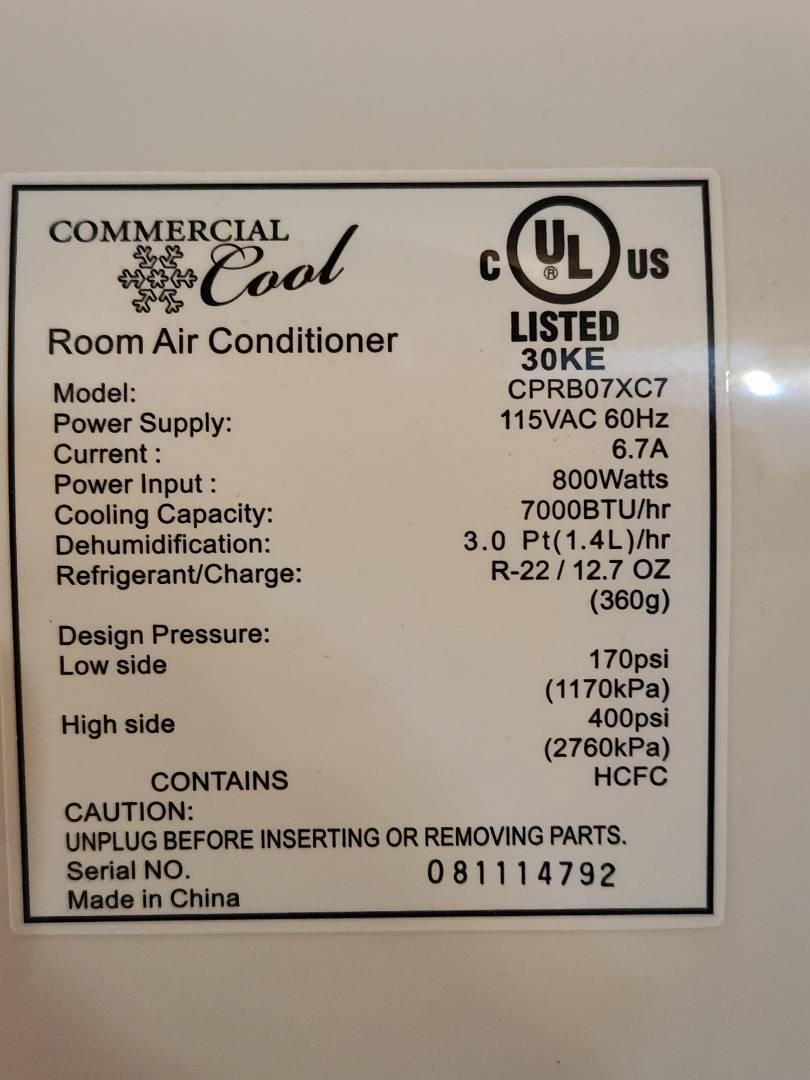 COMMERCIAL
Cool
C UL ® US
LISTED
30KE
Room Air Conditioner
Model: CPRB07XC7
Power Supply: 115VAC 60Hz
Current : 6.7A
Power Input : 800Watts
Cooling Capacity: 7000BTU/hr
Dehumidification: 3.0 Pt(1.4L)/hr
Refrigerant/Charge: R-22 / 12.7 OZ
(360g)
Design Pressure:
Low side 170psi
(1170kPa)
High side 400psi
(2760kPa)
CONTAINS HCFC
CAUTION:
UNPLUG BEFORE INSERTING OR REMOVING PARTS.
Serial NO. 081114792
Made in China